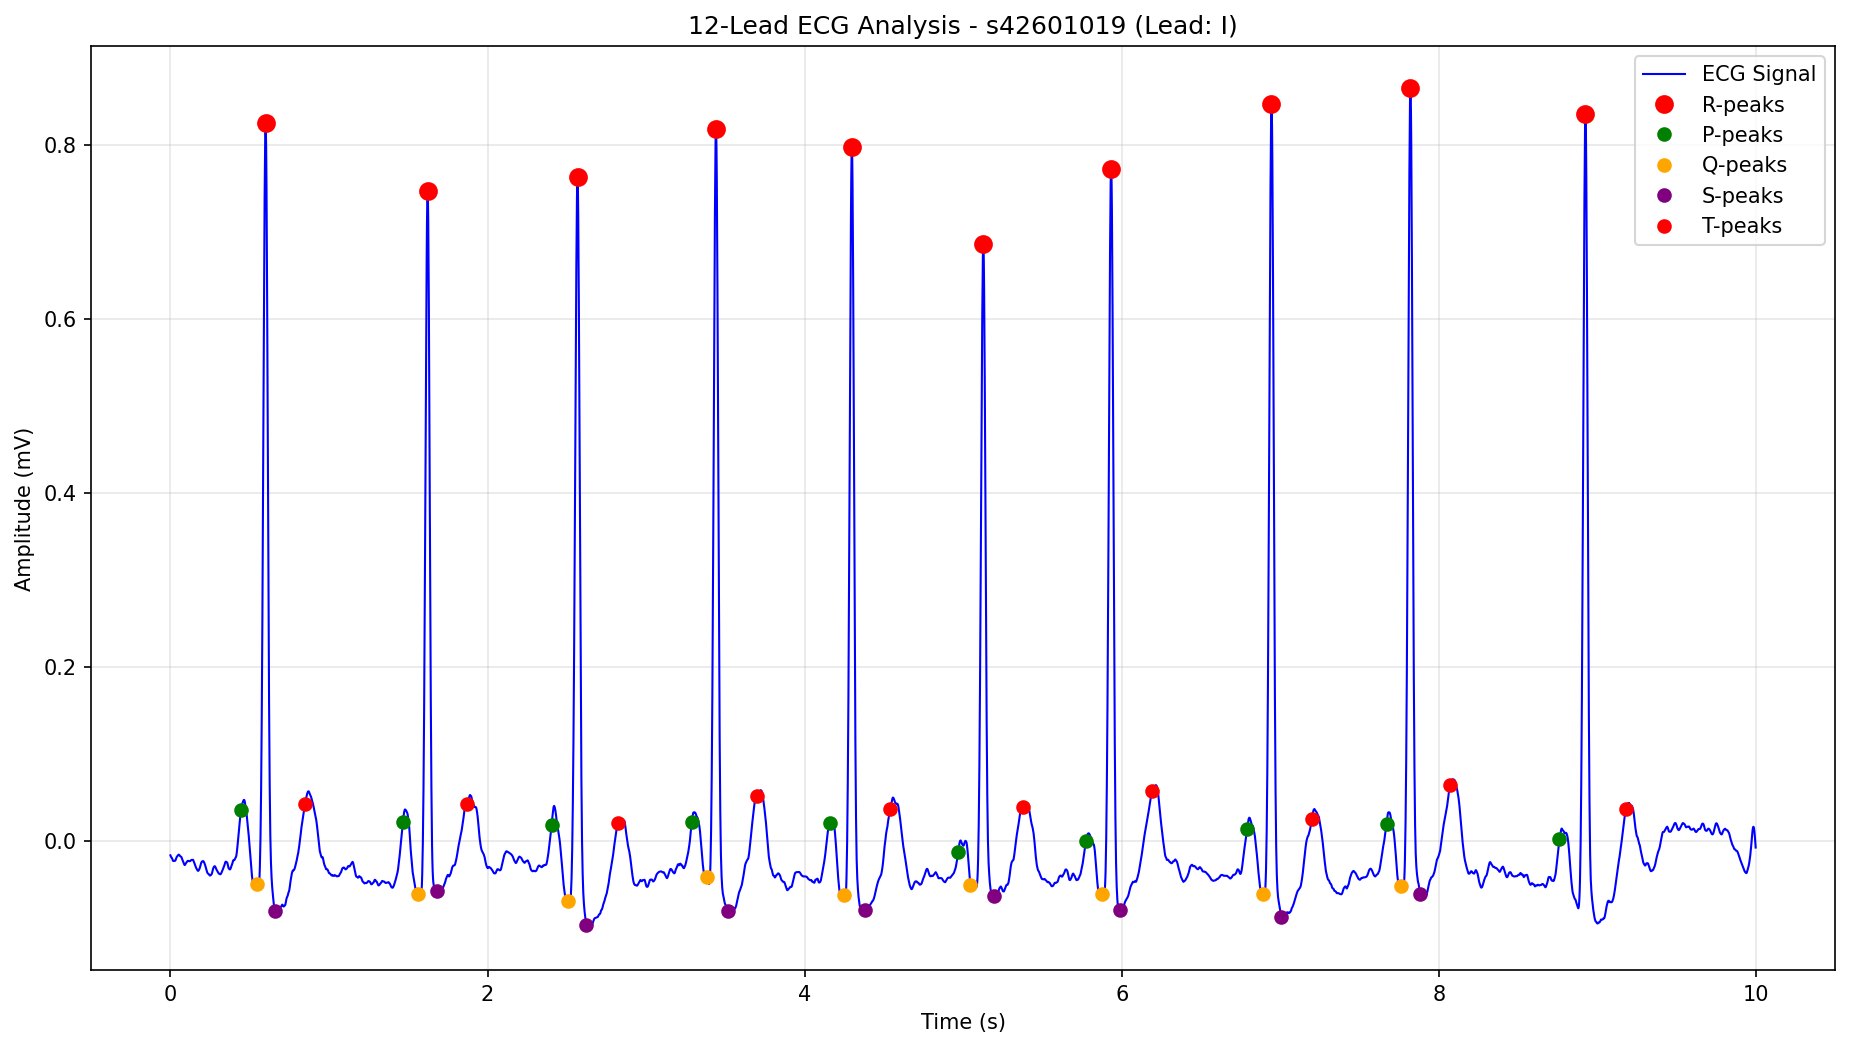 12-Lead ECG Analysis - s42601019 (Lead: I)
ECG Signal
R-peaks
P-peaks
Q-peaks
S-peaks
T-peaks
Amplitude (mV)
0.8
0.6
0.4
0.2
0.0
0 2 4 6 8 10
Time (s)